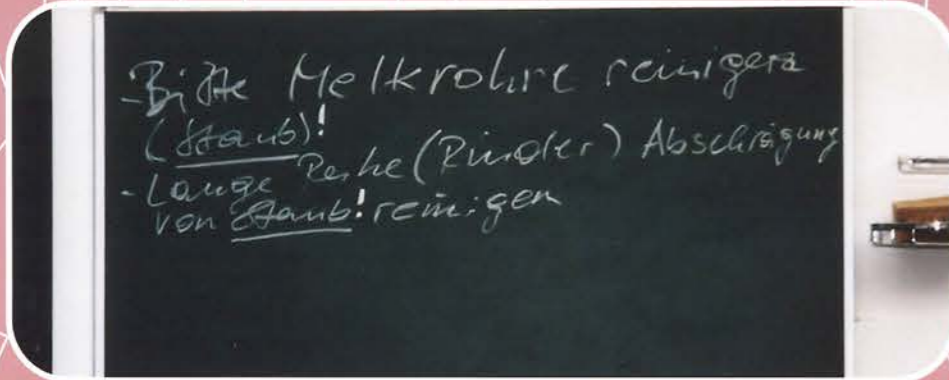 - Bitte Melkrohre reinigen
(Staub)!
- Lange Reihe (Rinder) Abschrägung
von Staub! reinigen